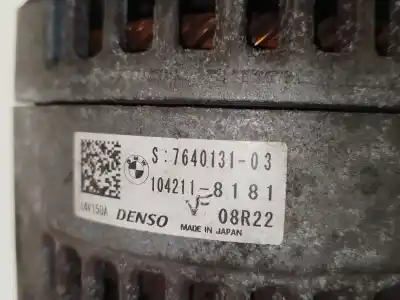 S:7640131-03
104211-8181
14V150A DENSO V- 08R22
MADE IN JAPAN